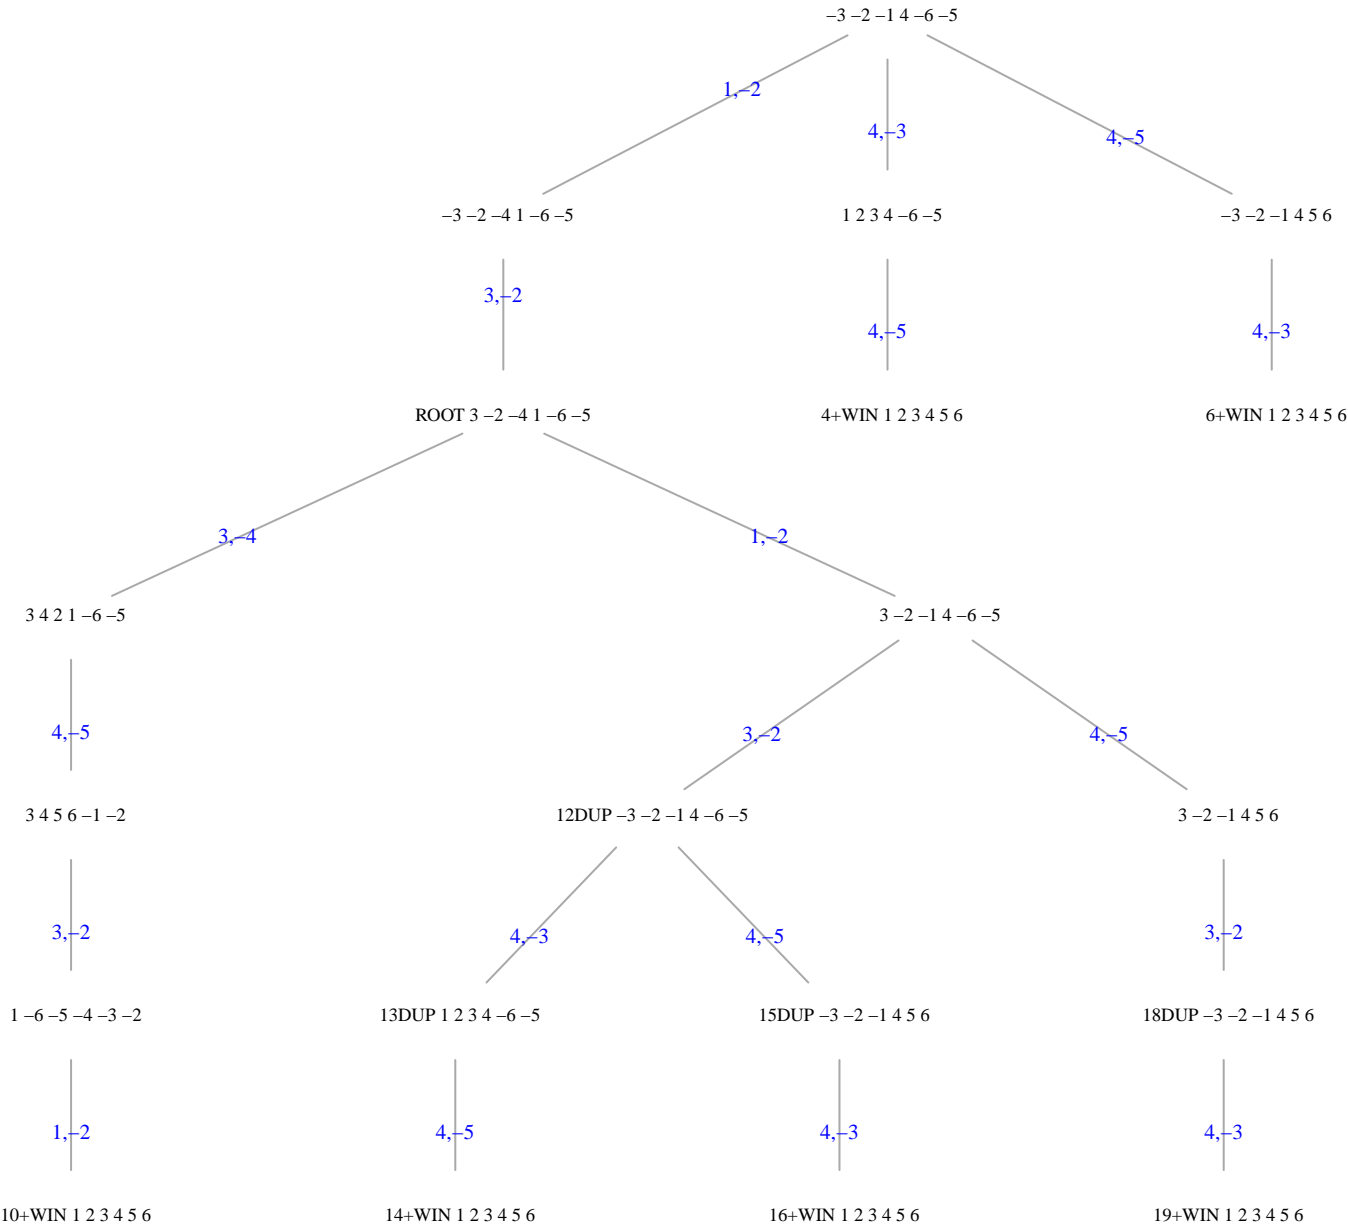 –3 –2 –1 4 –6 –5
1,–2
4,–3
4,–5
–3 –2 –4 1 –6 –5
1 2 3 4 –6 –5
–3 –2 –1 4 5 6
3,–2
4,–5
4,–3
ROOT 3 –2 –4 1 –6 –5
4+WIN 1 2 3 4 5 6
6+WIN 1 2 3 4 5 6
3,–4
1,–2
3 4 2 1 –6 –5
3 –2 –1 4 –6 –5
4,–5
3,–2
4,–5
3 4 5 6 –1 –2
12DUP –3 –2 –1 4 –6 –5
3 –2 –1 4 5 6
3,–2
4,–3
4,–5
3,–2
1 –6 –5 –4 –3 –2
13DUP 1 2 3 4 –6 –5
15DUP –3 –2 –1 4 5 6
18DUP –3 –2 –1 4 5 6
1,–2
4,–5
4,–3
4,–3
10+WIN 1 2 3 4 5 6
14+WIN 1 2 3 4 5 6
16+WIN 1 2 3 4 5 6
19+WIN 1 2 3 4 5 6